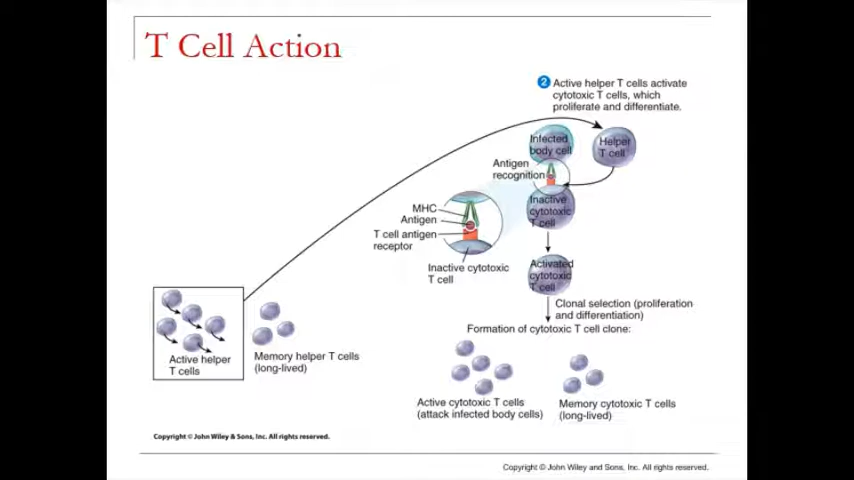 T Cell Action
2 Active helper T cells activate
cytotoxic T cells, which
proliferate and differentiate.
Infected
body cell
Helper
T cell
Antigen
recognition
Inactive
cytotoxic
T cell
MHC
Antigen
T cell antigen
receptor
Inactive cytotoxic
T cell
Activated
cytotoxic
T cell
Clonal selection (proliferation
and differentiation)
Formation of cytotoxic T cell clone:
Active helper
T cells
Memory helper T cells
(long-lived)
Active cytotoxic T cells
(attack infected body cells)
Memory cytotoxic T cells
(long-lived)
Copyright © John Wiley & Sons, Inc. All rights reserved.
Copyright © John Wiley and Sons, Inc. All rights reserved.